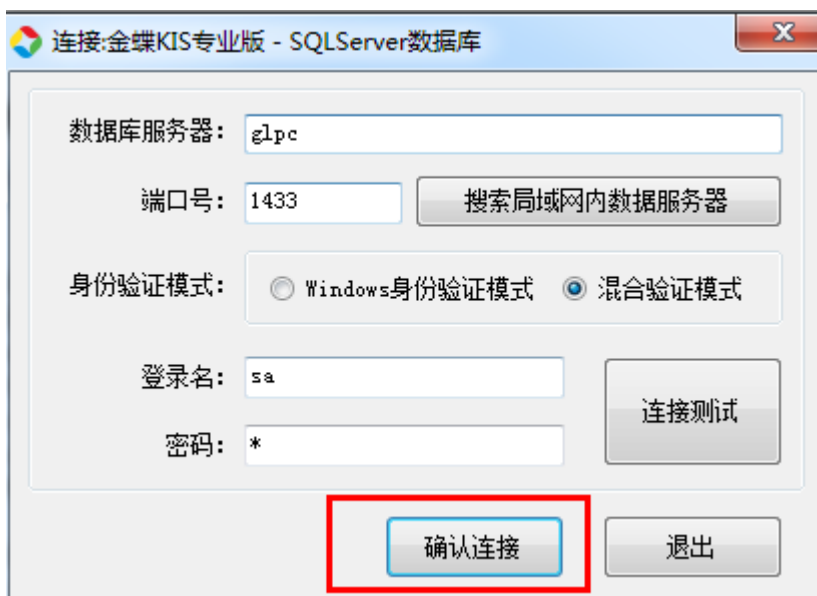 连接:金蝶KIS专业版 - SQLServer数据库
数据库服务器: glpc
端口号: 1433 搜索局域网内数据服务器
身份验证模式: Windows身份验证模式 混合验证模式
登录名: sa
连接测试
密码: *
确认连接 退出